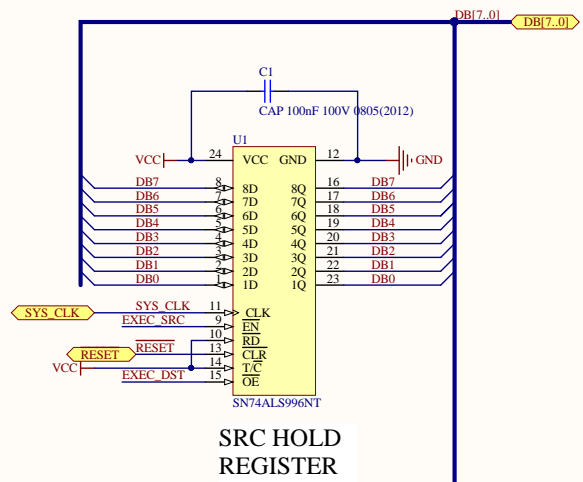 DB[7..0]
DB[7..0]
C1
CAP 100nF 100V 0805(2012)
U1
VCC 24 VCC GND 12 GND
DB7 8 8D 8Q 16 DB7
DB6 7 7D 7Q 17 DB6
DB5 6 6D 6Q 18 DB5
DB4 5 5D 5Q 19 DB4
DB3 4 4D 4Q 20 DB3
DB2 3 3D 3Q 21 DB2
DB1 2 2D 2Q 22 DB1
DB0 1 1D 1Q 23 DB0
SYS_CLK SYS_CLK 11 CLK
EXEC_SRC 9 EN
10 RD
RESET RESET 13 CLR
VCC 14 T/C
EXEC_DST 15 OE
SN74ALS996NT
SRC HOLD
REGISTER